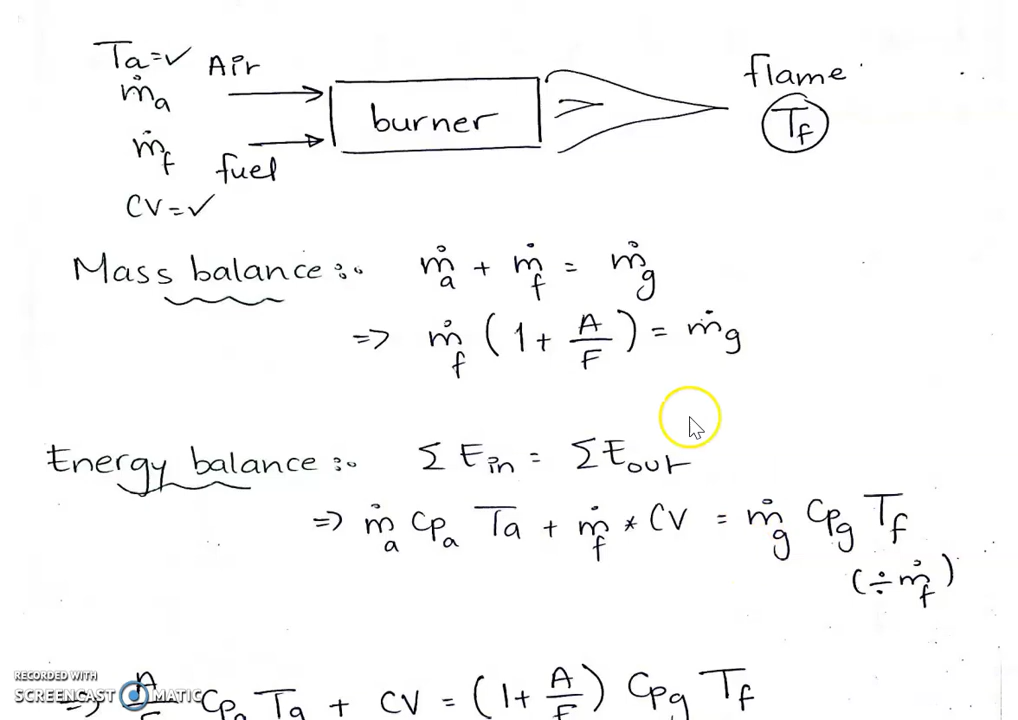 Ta=✓ Air
ṁa
ṁf fuel
CV=✓
burner
flame
Tf
Mass balance :. ṁa + ṁf = ṁg
=> ṁf (1 + A/F) = ṁg
Energy balance :. Σ Ein = Σ Eout
=> ṁa Cpa Ta + ṁf * CV = ṁg Cpg Tf
(÷ ṁf)
=> A/F Cpa Ta + CV = (1 + A/F) Cpg Tf
RECORDED WITH
SCREENCAST MATIC